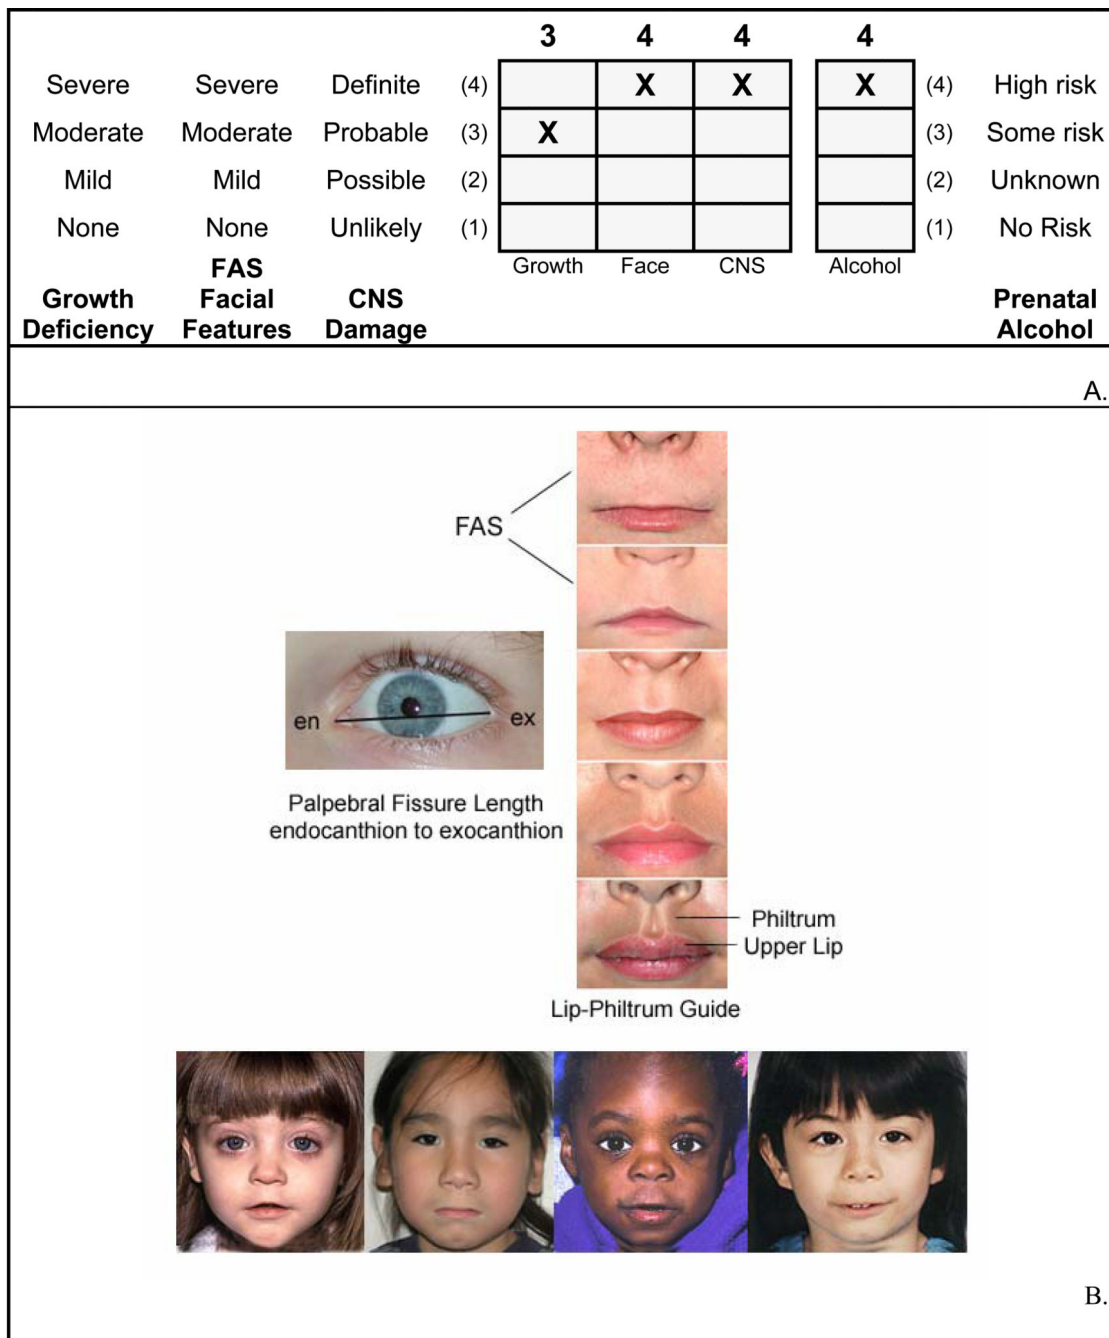 3 4 4 4
Severe Severe Definite (4) X X X (4) High risk
Moderate Moderate Probable (3) X (3) Some risk
Mild Mild Possible (2) (2) Unknown
None None Unlikely (1) (1) No Risk
Growth Face CNS Alcohol
FAS
Growth Facial CNS Prenatal
Deficiency Features Damage Alcohol
A.
FAS
en ex
Palpebral Fissure Length
endocanthion to exocanthion
Philtrum
Upper Lip
Lip-Philtrum Guide
B.